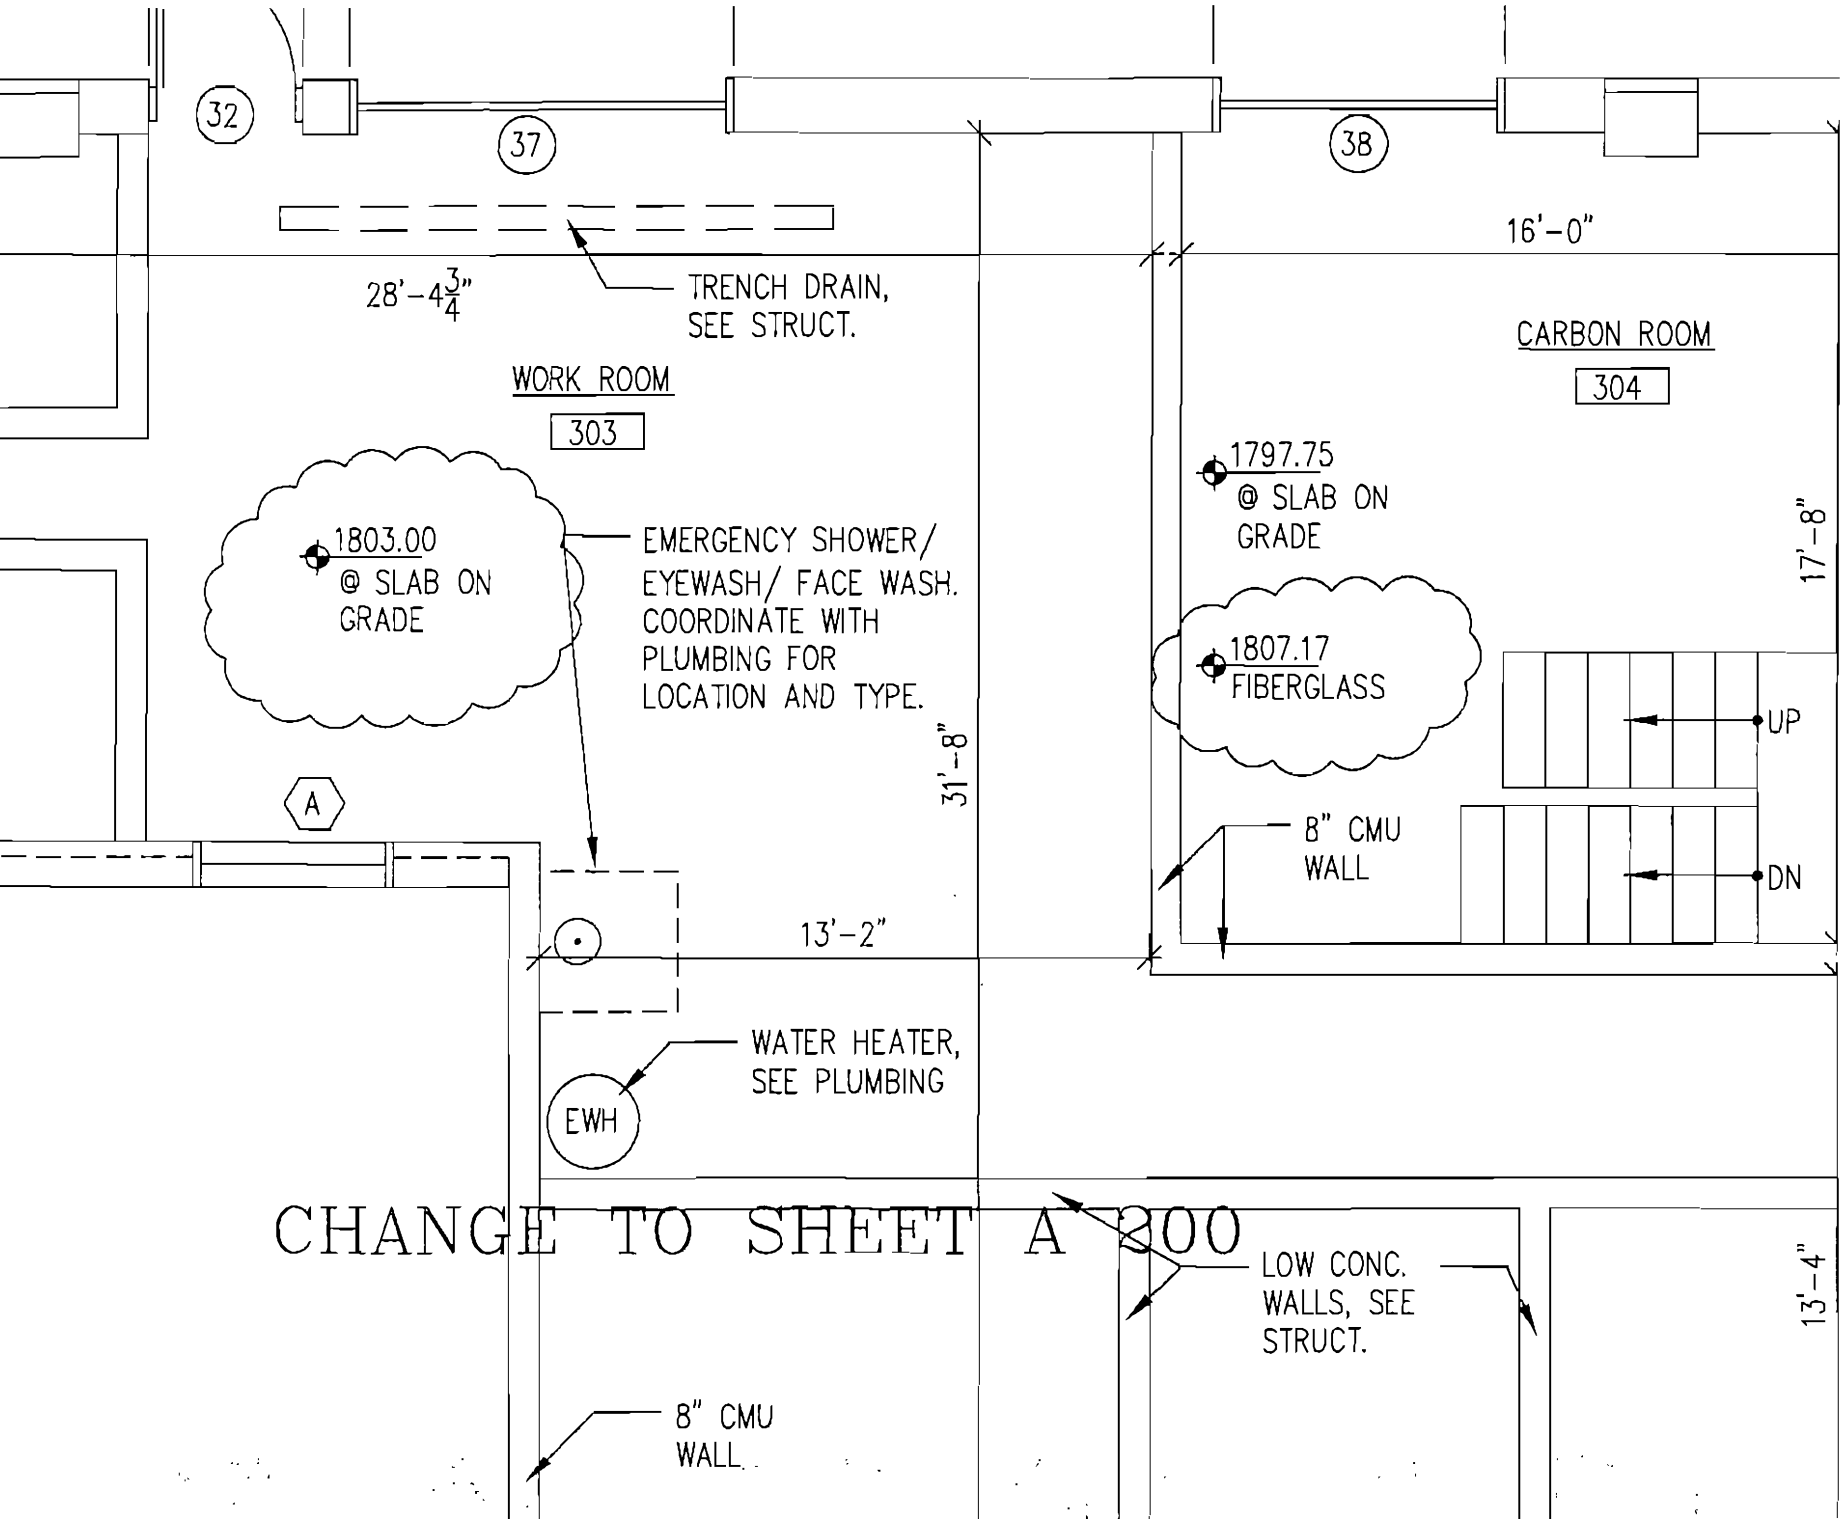 32
37
38
16'-0"
28'-4 3/4"
TRENCH DRAIN,
SEE STRUCT.
WORK ROOM
303
CARBON ROOM
304
1797.75
@ SLAB ON
GRADE
17'-8"
1803.00
@ SLAB ON
GRADE
EMERGENCY SHOWER/
EYEWASH/ FACE WASH.
COORDINATE WITH
PLUMBING FOR
LOCATION AND TYPE.
1807.17
FIBERGLASS
UP
31'-8"
A
8" CMU
WALL
DN
13'-2"
WATER HEATER,
SEE PLUMBING
EWH
CHANGE TO SHEET A-300
LOW CONC.
WALLS, SEE
STRUCT.
13'-4"
8" CMU
WALL